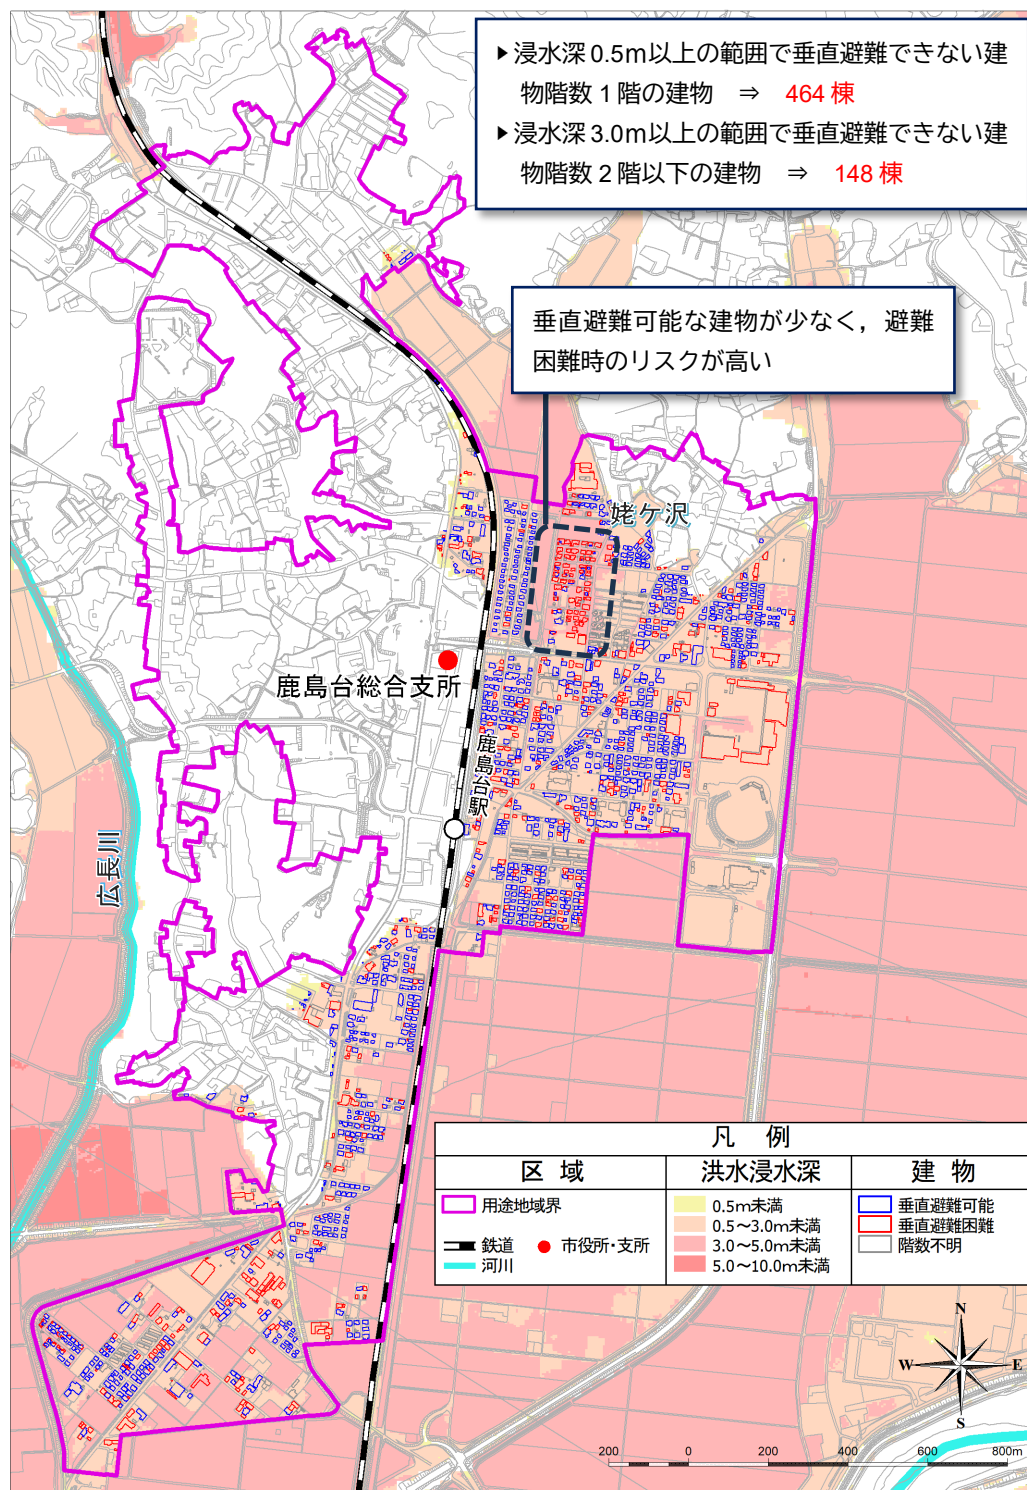 ▶浸水深0.5m以上の範囲で垂直避難できない建
物階数1階の建物　⇒　464棟
▶浸水深3.0m以上の範囲で垂直避難できない建
物階数2階以下の建物　⇒　148棟
垂直避難可能な建物が少なく，避難
困難時のリスクが高い
姥ケ沢
鹿島台総合支所
鹿島台駅
広長川
凡　例
区　域
洪水浸水深
建　物
用途地域界
鉄道
市役所・支所
河川
0.5m未満
0.5～3.0m未満
3.0～5.0m未満
5.0～10.0m未満
垂直避難可能
垂直避難困難
階数不明
N
W
E
S
200
0
200
400
600
800m